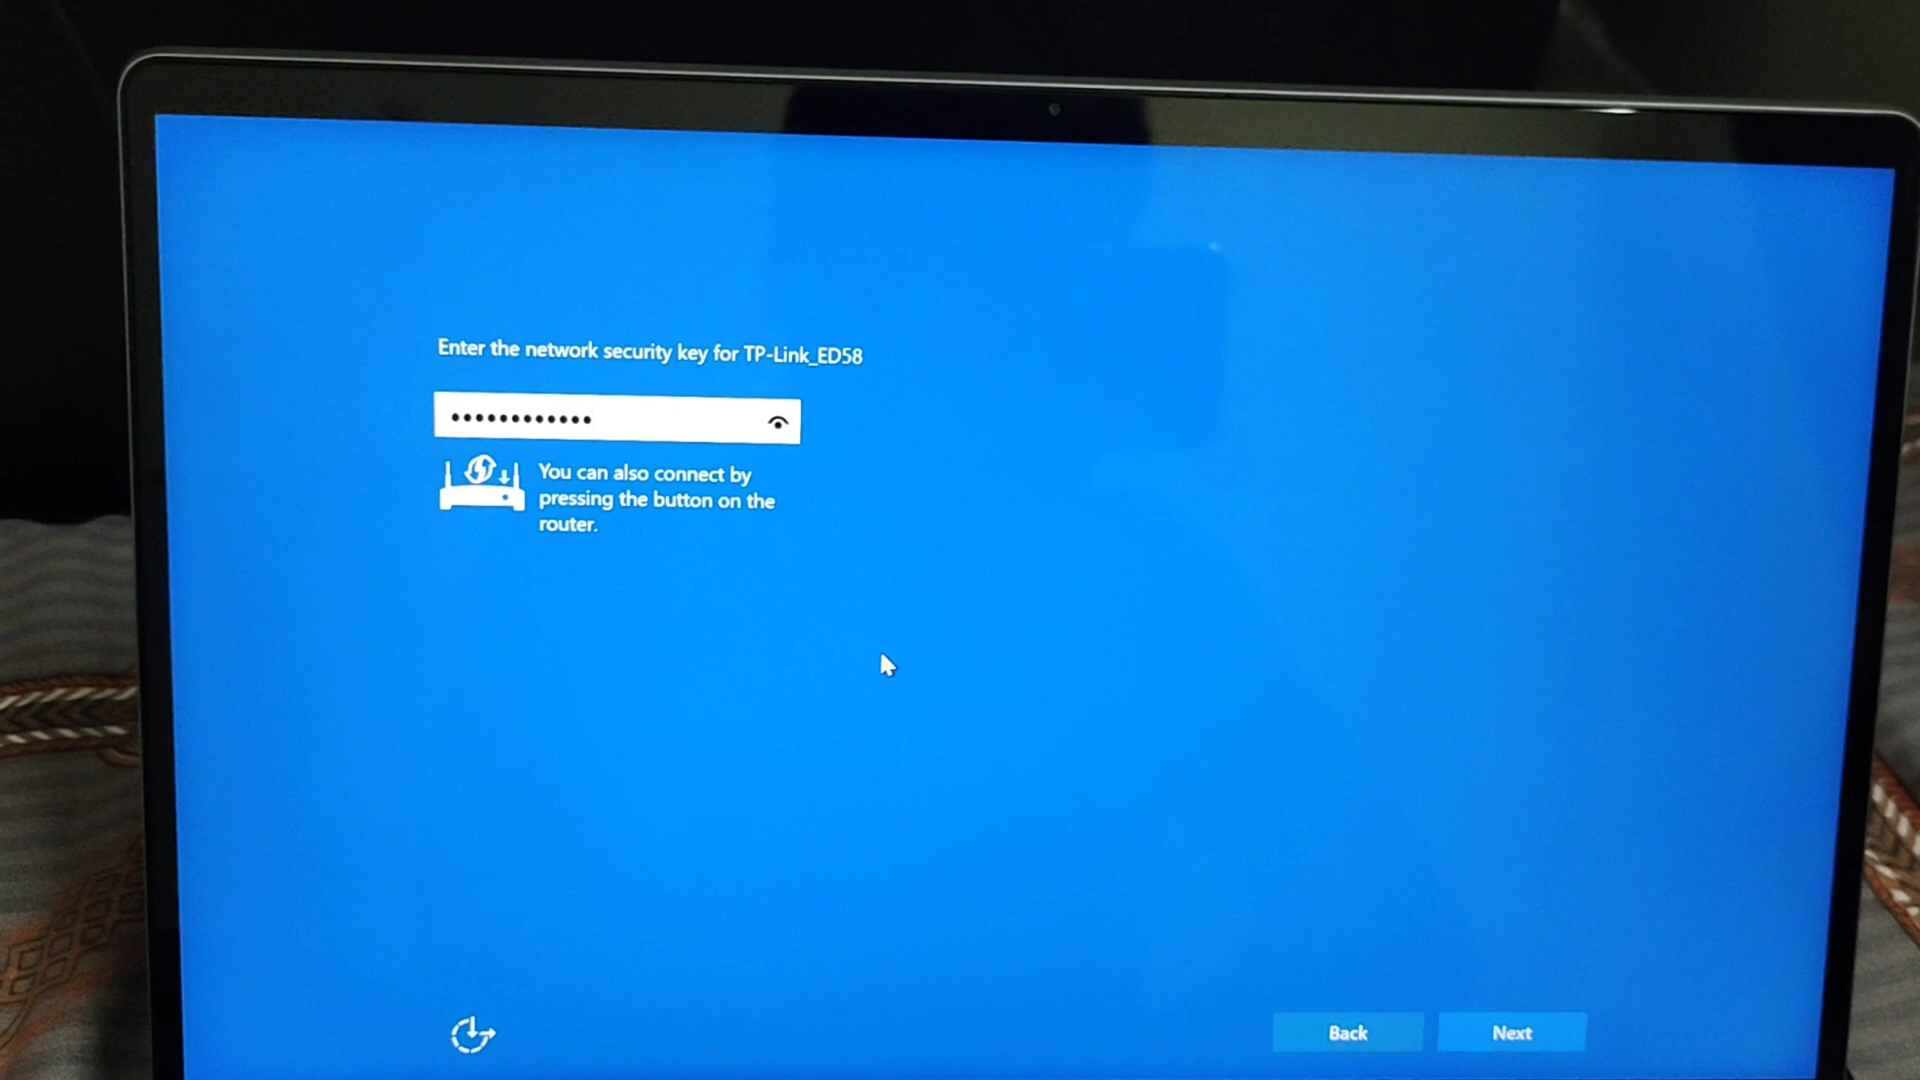 Enter the network security key for TP-Link_ED58
••••••••••••
You can also connect by
pressing the button on the
router.
Back
Next